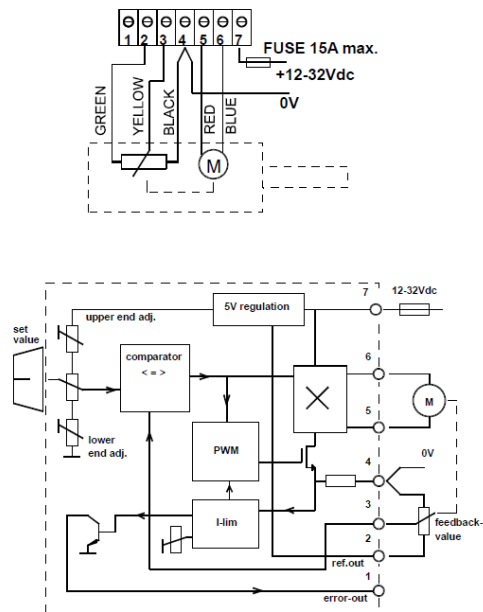 1 2 3 4 5 6 7
FUSE 15A max.
+12-32Vdc
0V
GREEN
YELLOW
BLACK
RED
BLUE
M
7
12-32Vdc
upper end adj.
5V regulation
set
value
comparator
< = >
6
M
5
PWM
lower
end adj.
4
0V
3
I-lim
feedback-
value
2
ref.out
1
error-out